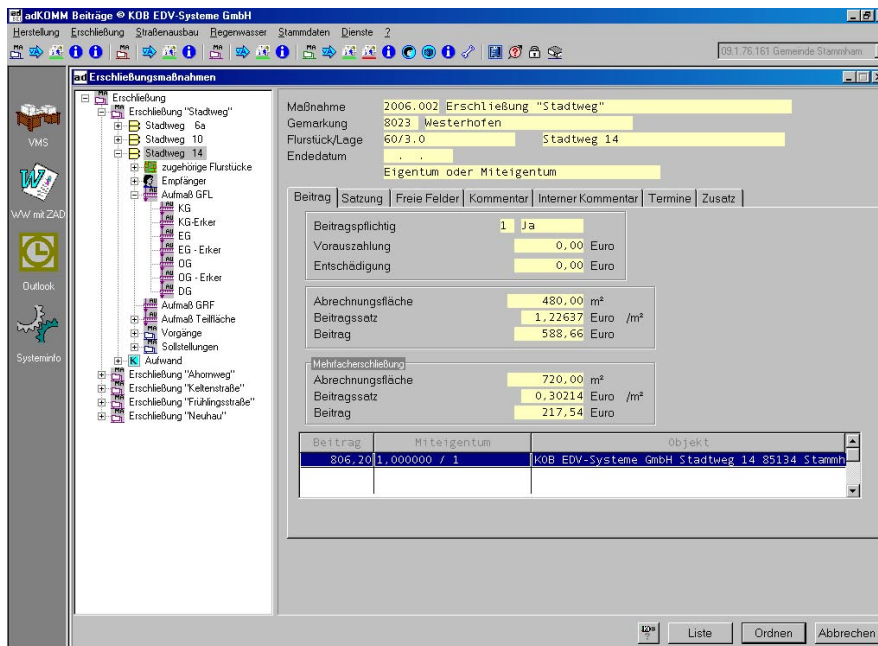 adKOMM Beiträge © KOB EDV-Systeme GmbH
Herstellung Erschließung Straßenausbau Regenwasser Stammdaten Dienste ?
09.1.76.161 Gemeinde Stammham
ad Erschließungsmaßnahmen
VMS
WW mit ZAD
Outlook
Systeminfo
Erschließung
Erschließung "Stadtweg"
Stadtweg 6a
Stadtweg 10
Stadtweg 14
zugehörige Flurstücke
Empfänger
Aufmaß GFL
KG
KG-Erker
EG
EG - Erker
OG
OG - Erker
DG
Aufmaß GRF
Aufmaß Teilfläche
Vorgänge
Sollstellungen
Aufwand
Erschließung "Ahornweg"
Erschließung "Keltenstraße"
Erschließung "Frühlingsstraße"
Erschließung "Neuhau"
Maßnahme 2006.002 Erschließung "Stadtweg"
Gemarkung 8023 Westerhofen
Flurstück/Lage 60/3.0 Stadtweg 14
Endedatum . .
Eigentum oder Miteigentum
Beitrag Satzung Freie Felder Kommentar Interner Kommentar Termine Zusatz
Beitragspflichtig 1 Ja
Vorauszahlung 0,00 Euro
Entschädigung 0,00 Euro
Abrechnungsfläche 480,00 m²
Beitragssatz 1,22637 Euro /m²
Beitrag 588,66 Euro
Mehrfacherschließung
Abrechnungsfläche 720,00 m²
Beitragssatz 0,30214 Euro /m²
Beitrag 217,54 Euro
Beitrag Miteigentum Objekt
806,20 1,000000 / 1 KOB EDV-Systeme GmbH Stadtweg 14 85134 Stammh
Liste Ordnen Abbrechen